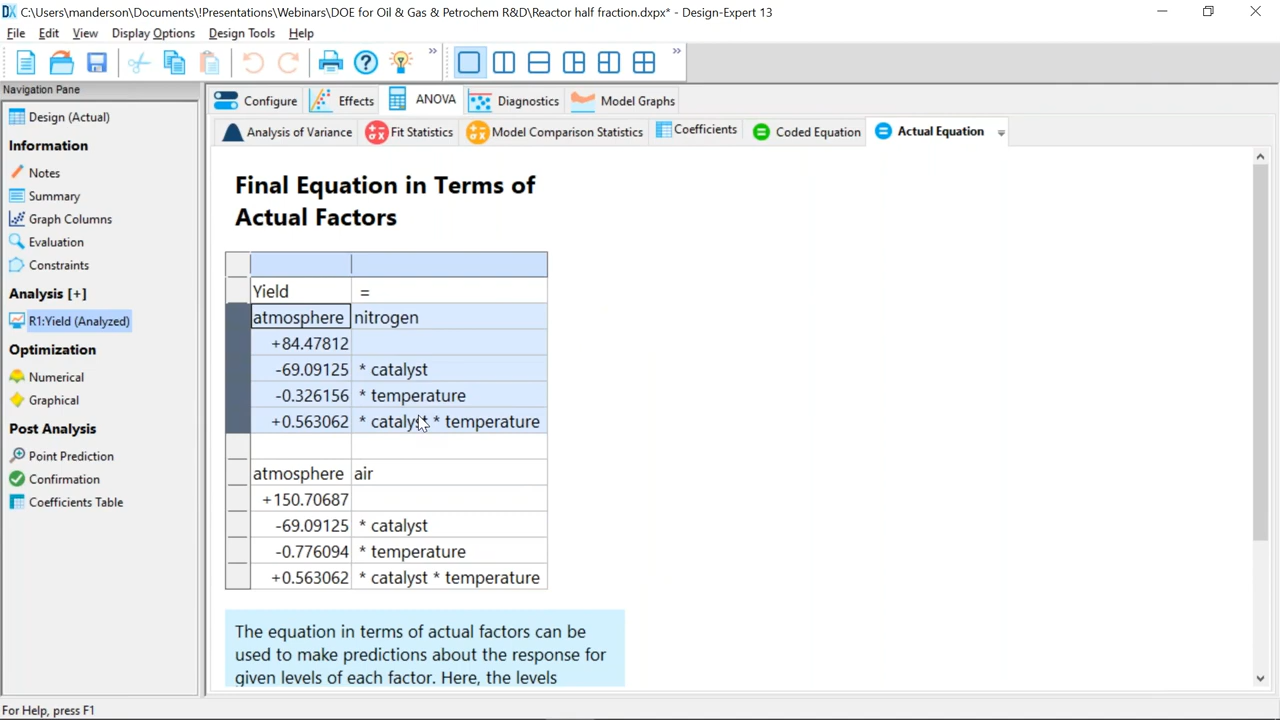 C:\Users\manderson\Documents\!Presentations\Webinars\DOE for Oil & Gas & Petrochem R&D\Reactor half fraction.dxpx* - Design-Expert 13
File Edit View Display Options Design Tools Help
Navigation Pane
Design (Actual)
Information
Notes
Summary
Graph Columns
Evaluation
Constraints
Analysis [+]
R1:Yield (Analyzed)
Optimization
Numerical
Graphical
Post Analysis
Point Prediction
Confirmation
Coefficients Table
Configure Effects ANOVA Diagnostics Model Graphs
Analysis of Variance Fit Statistics Model Comparison Statistics Coefficients Coded Equation Actual Equation
Final Equation in Terms of
Actual Factors
Yield =
atmosphere nitrogen
+84.47812
-69.09125 * catalyst
-0.326156 * temperature
+0.563062 * catalyst * temperature
atmosphere air
+150.70687
-69.09125 * catalyst
-0.776094 * temperature
+0.563062 * catalyst * temperature
The equation in terms of actual factors can be
used to make predictions about the response for
given levels of each factor. Here, the levels
For Help, press F1